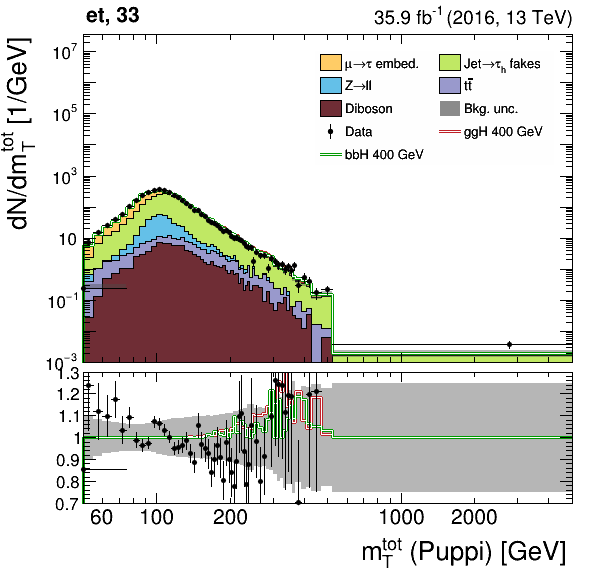 et, 33
35.9 fb⁻¹ (2016, 13 TeV)
dN/dm_T^tot [1/GeV]
10⁷
10⁵
10³
10
10⁻¹
10⁻³
μ→τ embed.
Jet→τ_h fakes
Z→ll
tt̄
Diboson
Bkg. unc.
Data
ggH 400 GeV
bbH 400 GeV
1.3
1.2
1.1
1
0.9
0.8
0.7
60
100
200
1000
2000
m_T^tot (Puppi) [GeV]